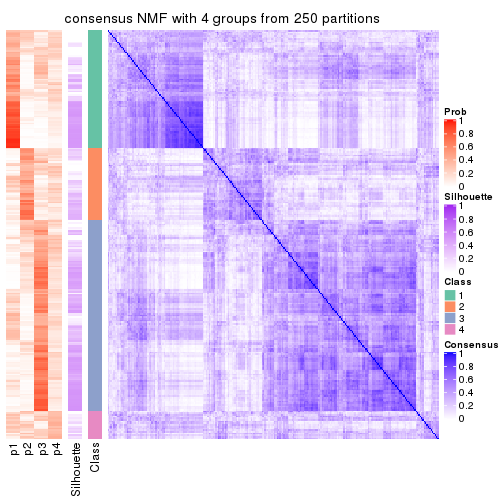 consensus NMF with 4 groups from 250 partitions
Prob
1
0.8
0.6
0.4
0.2
0
Silhouette
1
0.8
0.6
0.4
0.2
0
Class
1
2
3
4
Consensus
1
0.8
0.6
0.4
0.2
0
p1
p2
p3
p4
Silhouette
Class